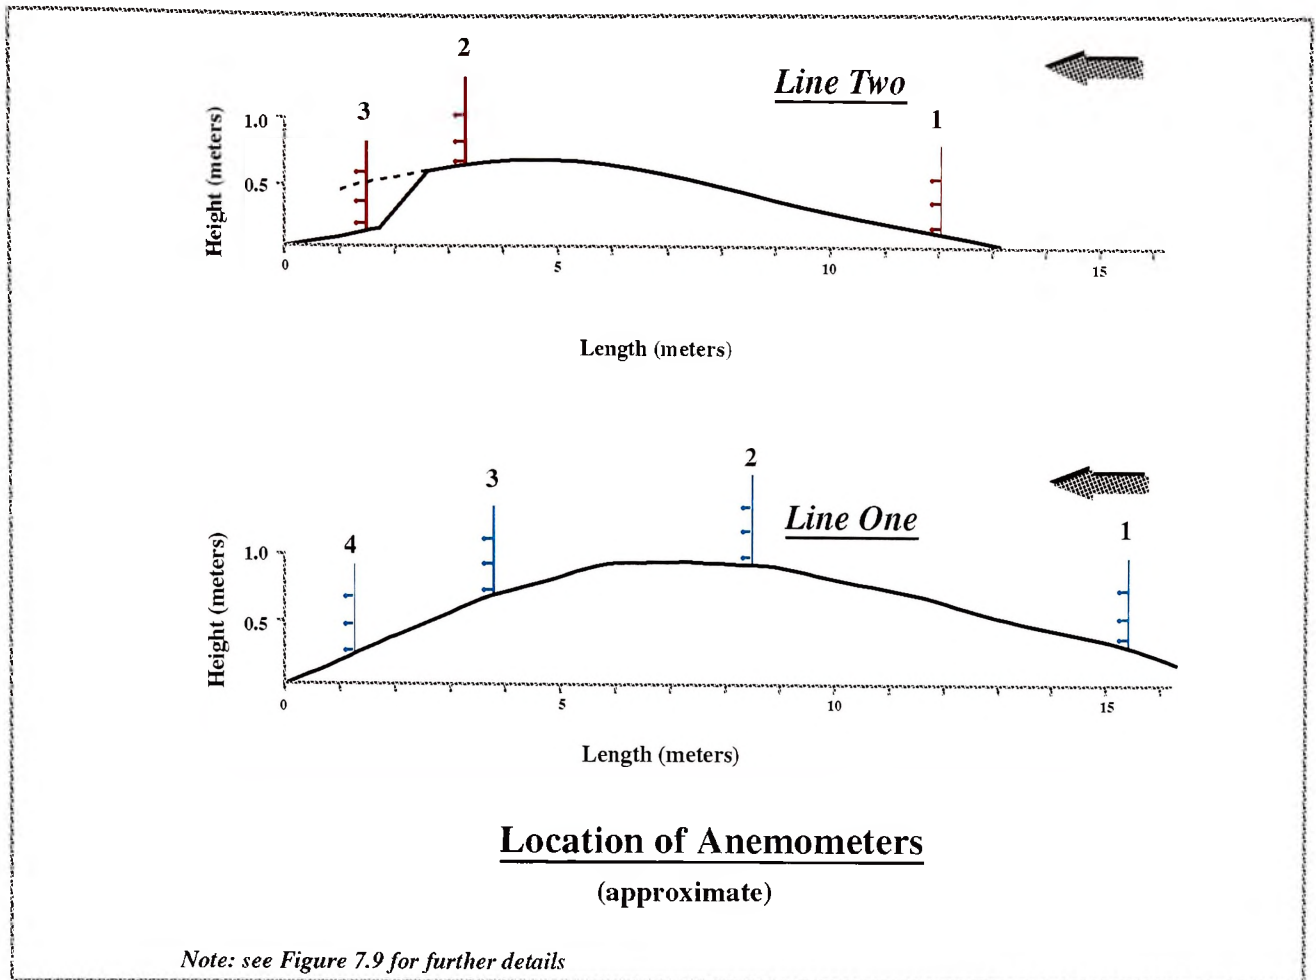 2
Line Two
3
1
1.0
0.5
Height (meters)
0 5 10 15
Length (meters)
2
3
Line One
4
1
1.0
0.5
Height (meters)
0 5 10 15
Length (meters)
Location of Anemometers
(approximate)
Note: see Figure 7.9 for further details